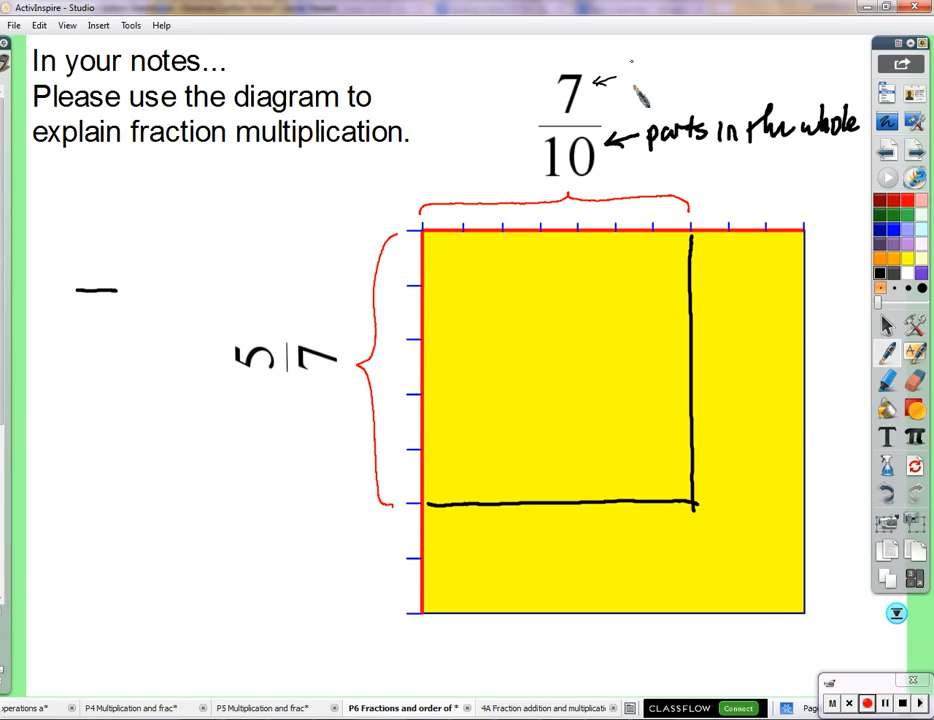 ActivInspire - Studio
File Edit View Insert Tools Help
In your notes...
Please use the diagram to
explain fraction multiplication.
7
10
parts in the whole
5
7
T π
perations a*
P4 Multiplication and frac*
P5 Multiplication and frac*
P6 Fractions and order of *
4A Fraction addition and multiplicati
CLASSFLOW Connect
Pag
M